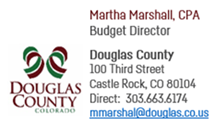 Martha Marshall, CPA
Budget Director
Douglas County
100 Third Street
Castle Rock, CO 80104
Direct:  303.663.6174
mmarshal@douglas.co.us
DOUGLAS
COUNTY
COLORADO